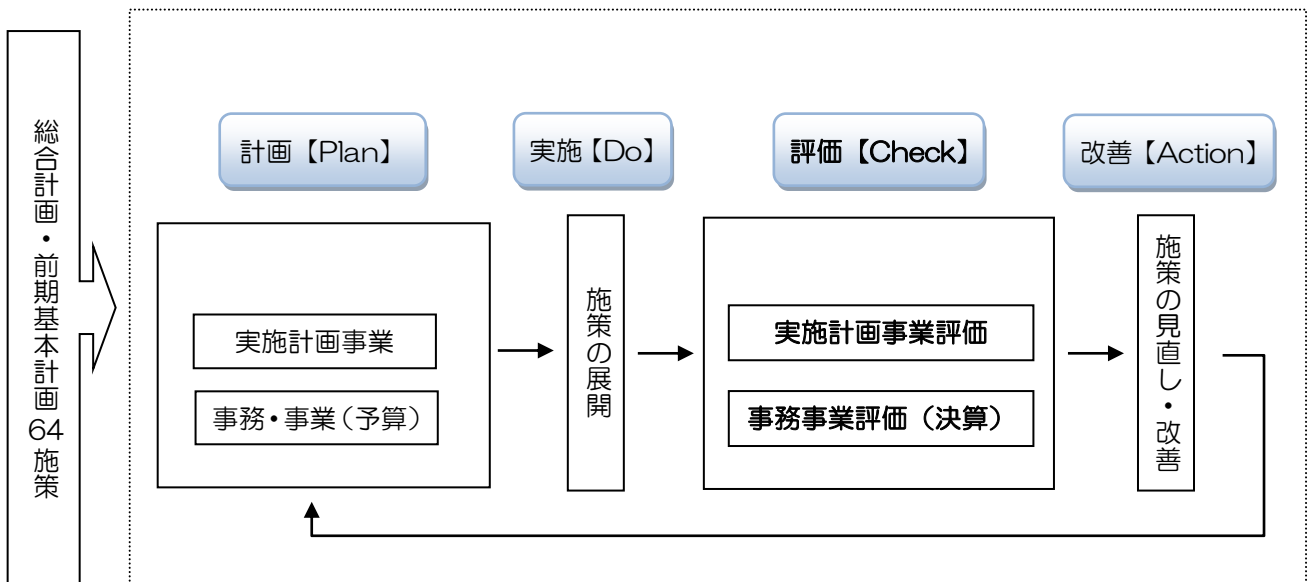 総合計画・前期基本計画64施策
計画【Plan】
実施【Do】
評価【Check】
改善【Action】
実施計画事業
事務・事業（予算）
施策の展開
実施計画事業評価
事務事業評価（決算）
施策の見直し・改善